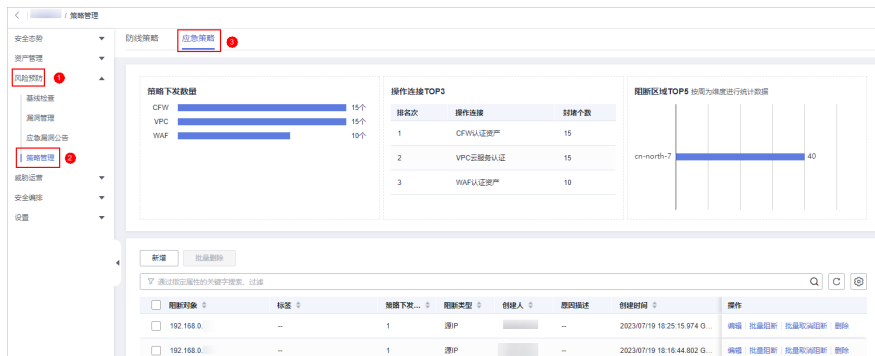 / 策略管理
安全态势
资产管理
风险预防 1
基线检查
漏洞管理
应急漏洞公告
策略管理 2
威胁运营
安全编排
设置
防线策略 应急策略 3
策略下发数量
CFW 15个
VPC 15个
WAF 10个
操作连接TOP3
排名次 操作连接 封堵个数
1 CFW认证资产 15
2 VPC云服务认证 15
3 WAF认证资产 10
阻断区域TOP5 按周为维度进行统计数据
cn-north-7 40
新增 批量删除
通过指定属性的关键字搜索、过滤
阻断对象 标签 策略下发... 阻断类型 创建人 原因描述 创建时间 操作
192.168.0. -- 1 源IP -- 2023/07/19 18:25:15.974 G... 编辑 批量阻断 批量取消阻断 删除
192.168.0. -- 1 源IP -- 2023/07/19 18:16:44.802 G... 编辑 批量阻断 批量取消阻断 删除